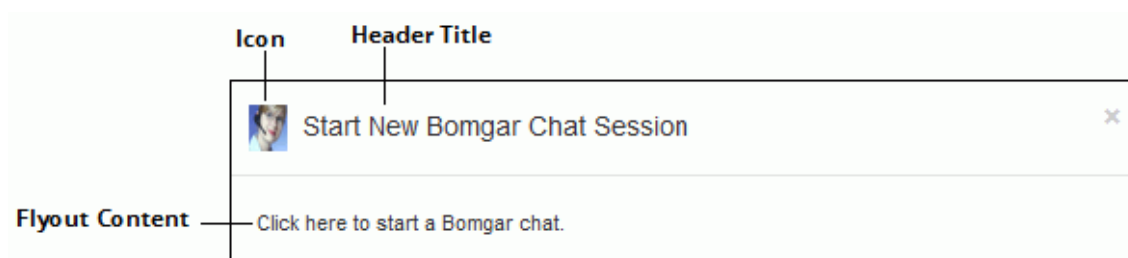 Icon
Header Title
Start New Bomgar Chat Session
×
Flyout Content
Click here to start a Bomgar chat.